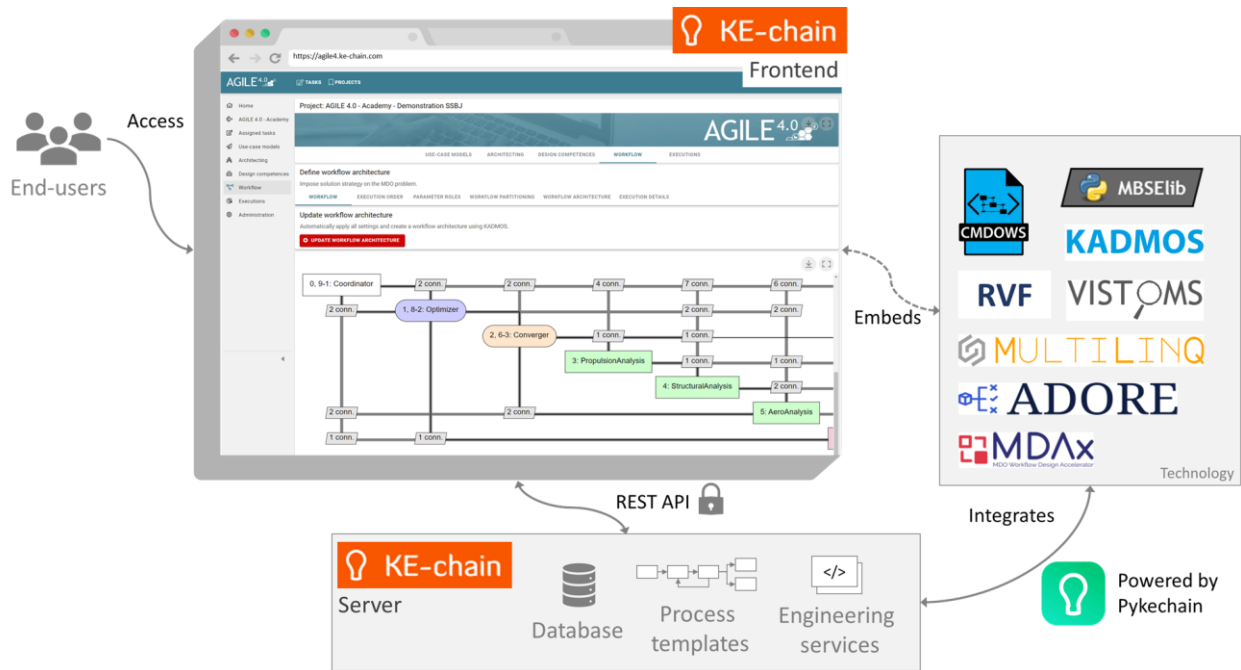 KE-chain
Frontend
https://agile4.ke-chain.com
AGILE 4.0
TASKS PROJECTS
Home
AGILE 4.0 - Academy
Assigned tasks
Use-case models
Architecting
Design competences
Workflow
Executions
Administration
Project: AGILE 4.0 - Academy - Demonstration SSBJ
AGILE 4.0
USE-CASE MODELS ARCHITECTING DESIGN COMPETENCES WORKFLOW EXECUTIONS
Define workflow architecture
Impose solution strategy on the MDO problem.
WORKFLOW EXECUTION ORDER PARAMETER ROLES WORKFLOW PARTITIONING WORKFLOW ARCHITECTURE EXECUTION DETAILS
Update workflow architecture
Automatically apply all settings and create a workflow architecture using KADMOS.
UPDATE WORKFLOW ARCHITECTURE
0, 9-1: Coordinator 2 conn. 2 conn. 4 conn. 7 conn. 6 conn.
2 conn. 1, 8-2: Optimizer 2 conn. 2 conn.
2, 6-3: Converger 1 conn. 1 conn.
3: PropulsionAnalysis 1 conn. 1 conn.
4: StructuralAnalysis 2 conn.
2 conn. 2 conn. 5: AeroAnalysis
1 conn. 1 conn.
Access
End-users
Embeds
CMDOWS
MBSElib
KADMOS
RVF
VISTOMS
MULTILINQ
ADORE
MDAx
MDO Workflow Design Accelerator
Technology
REST API
Integrates
KE-chain
Server
Database
Process
templates
</>
Engineering
services
Powered by
Pykechain